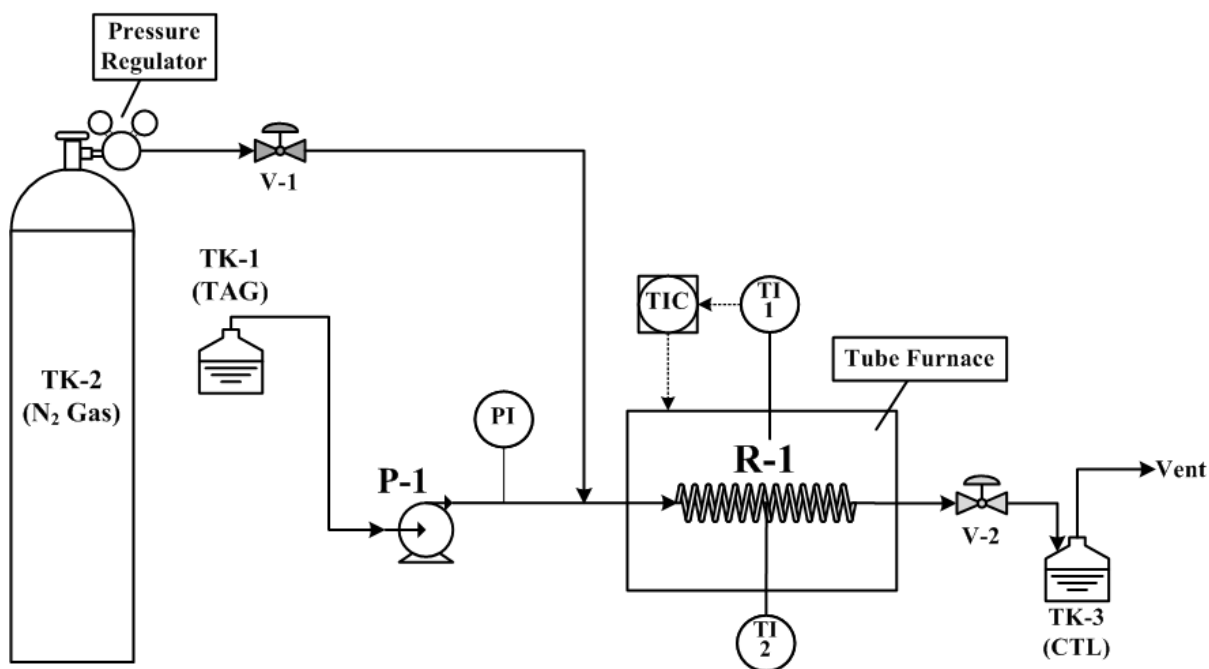 Pressure
Regulator
V-1
TK-1
(TAG)
TK-2
(N₂ Gas)
TIC
TI
1
Tube Furnace
PI
P-1
R-1
V-2
Vent
TI
2
TK-3
(CTL)